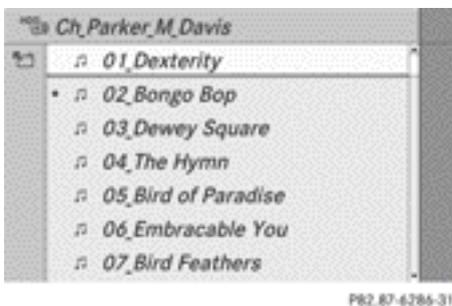 HDD Ch_Parker_M_Davis
01_Dexterity
02_Bongo Bop
03_Dewey Square
04_The Hymn
05_Bird of Paradise
06_Embracable You
07_Bird Feathers
P82.87-6286-31